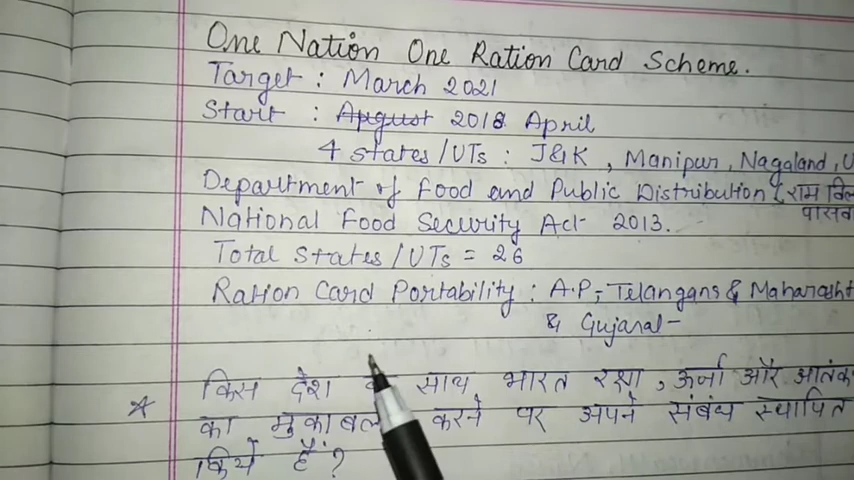 One Nation One Ration Card Scheme.
Target : March 2021
Start : August 2018 April
4 states/UTs : J&K, Manipur, Nagaland, U
Department of Food and Public Distribution (राम विल
पासव
National Food Security Act 2013.
Total States/UTs = 26
Ration Card Portability : A.P, Telangans & Maharasht
& Gujarat
किस देश साथ भारत रक्षा, ऊर्जा और आतंक
का मुकाबल करने पर अपने संबंध स्थापित
किये हैं?